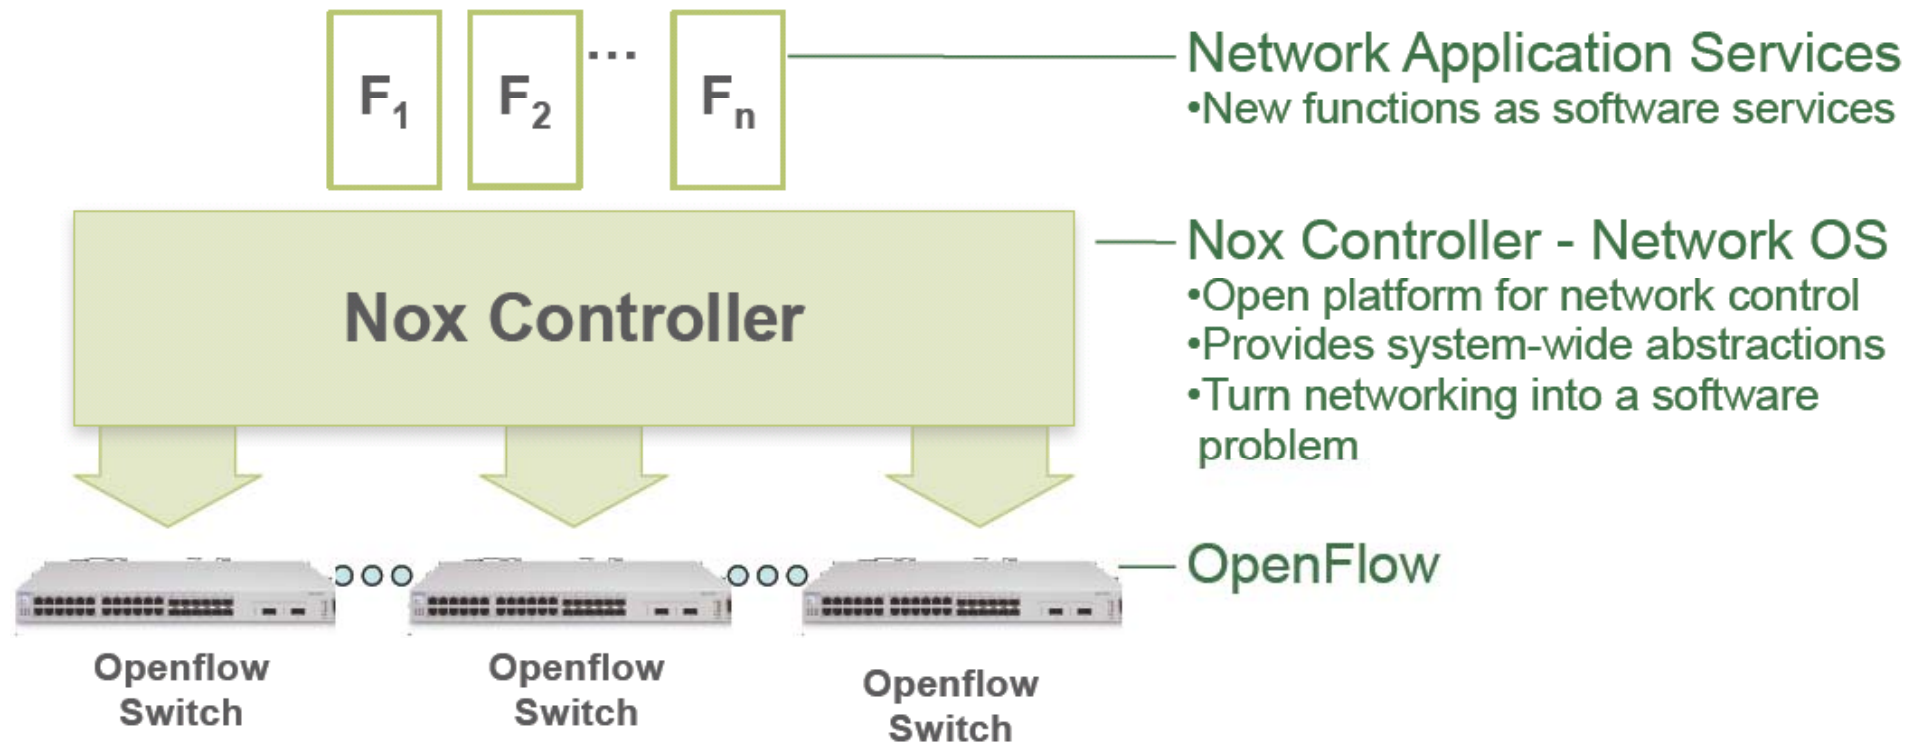 F1 F2 ... Fn
Network Application Services
•New functions as software services
Nox Controller
Nox Controller - Network OS
•Open platform for network control
•Provides system-wide abstractions
•Turn networking into a software
problem
OpenFlow
Openflow
Switch
Openflow
Switch
Openflow
Switch